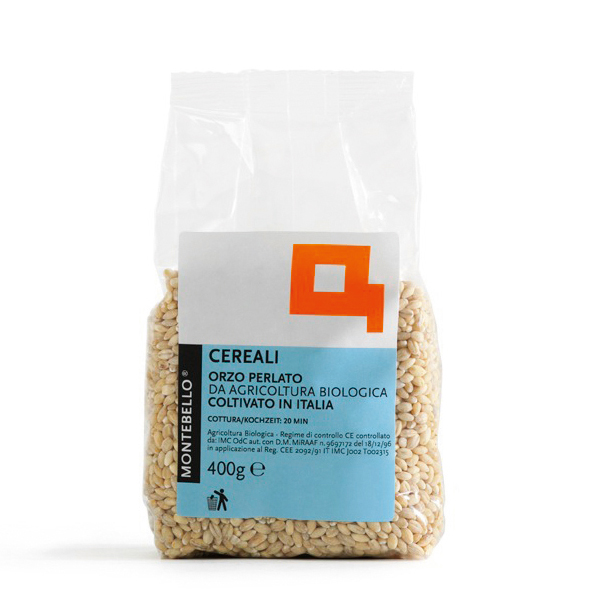 CEREALI
ORZO PERLATO
DA AGRICOLTURA BIOLOGICA
COLTIVATO IN ITALIA
COTTURA/KOCHZEIT: 20 MIN
Agricoltura Biologica - Regime di controllo CE controllato
da: IMC OdC aut. con D.M. MiRAAF n. 9697172 del 18/12/96
in applicazione al Reg. CEE 2092/91 IT IMC J002 T002315
400g ℮
MONTEBELLO®